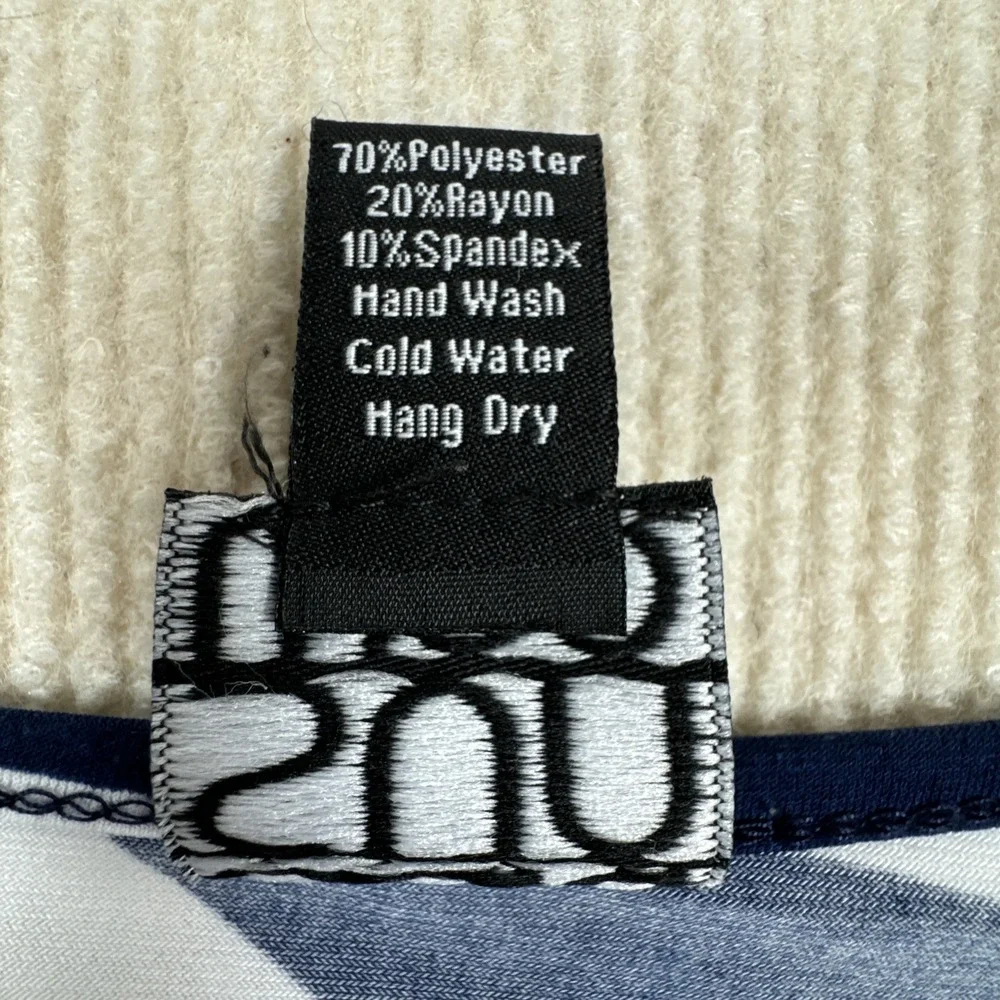 70%Polyester
20%Rayon
10%Spandex
Hand Wash
Cold Water
Hang Dry